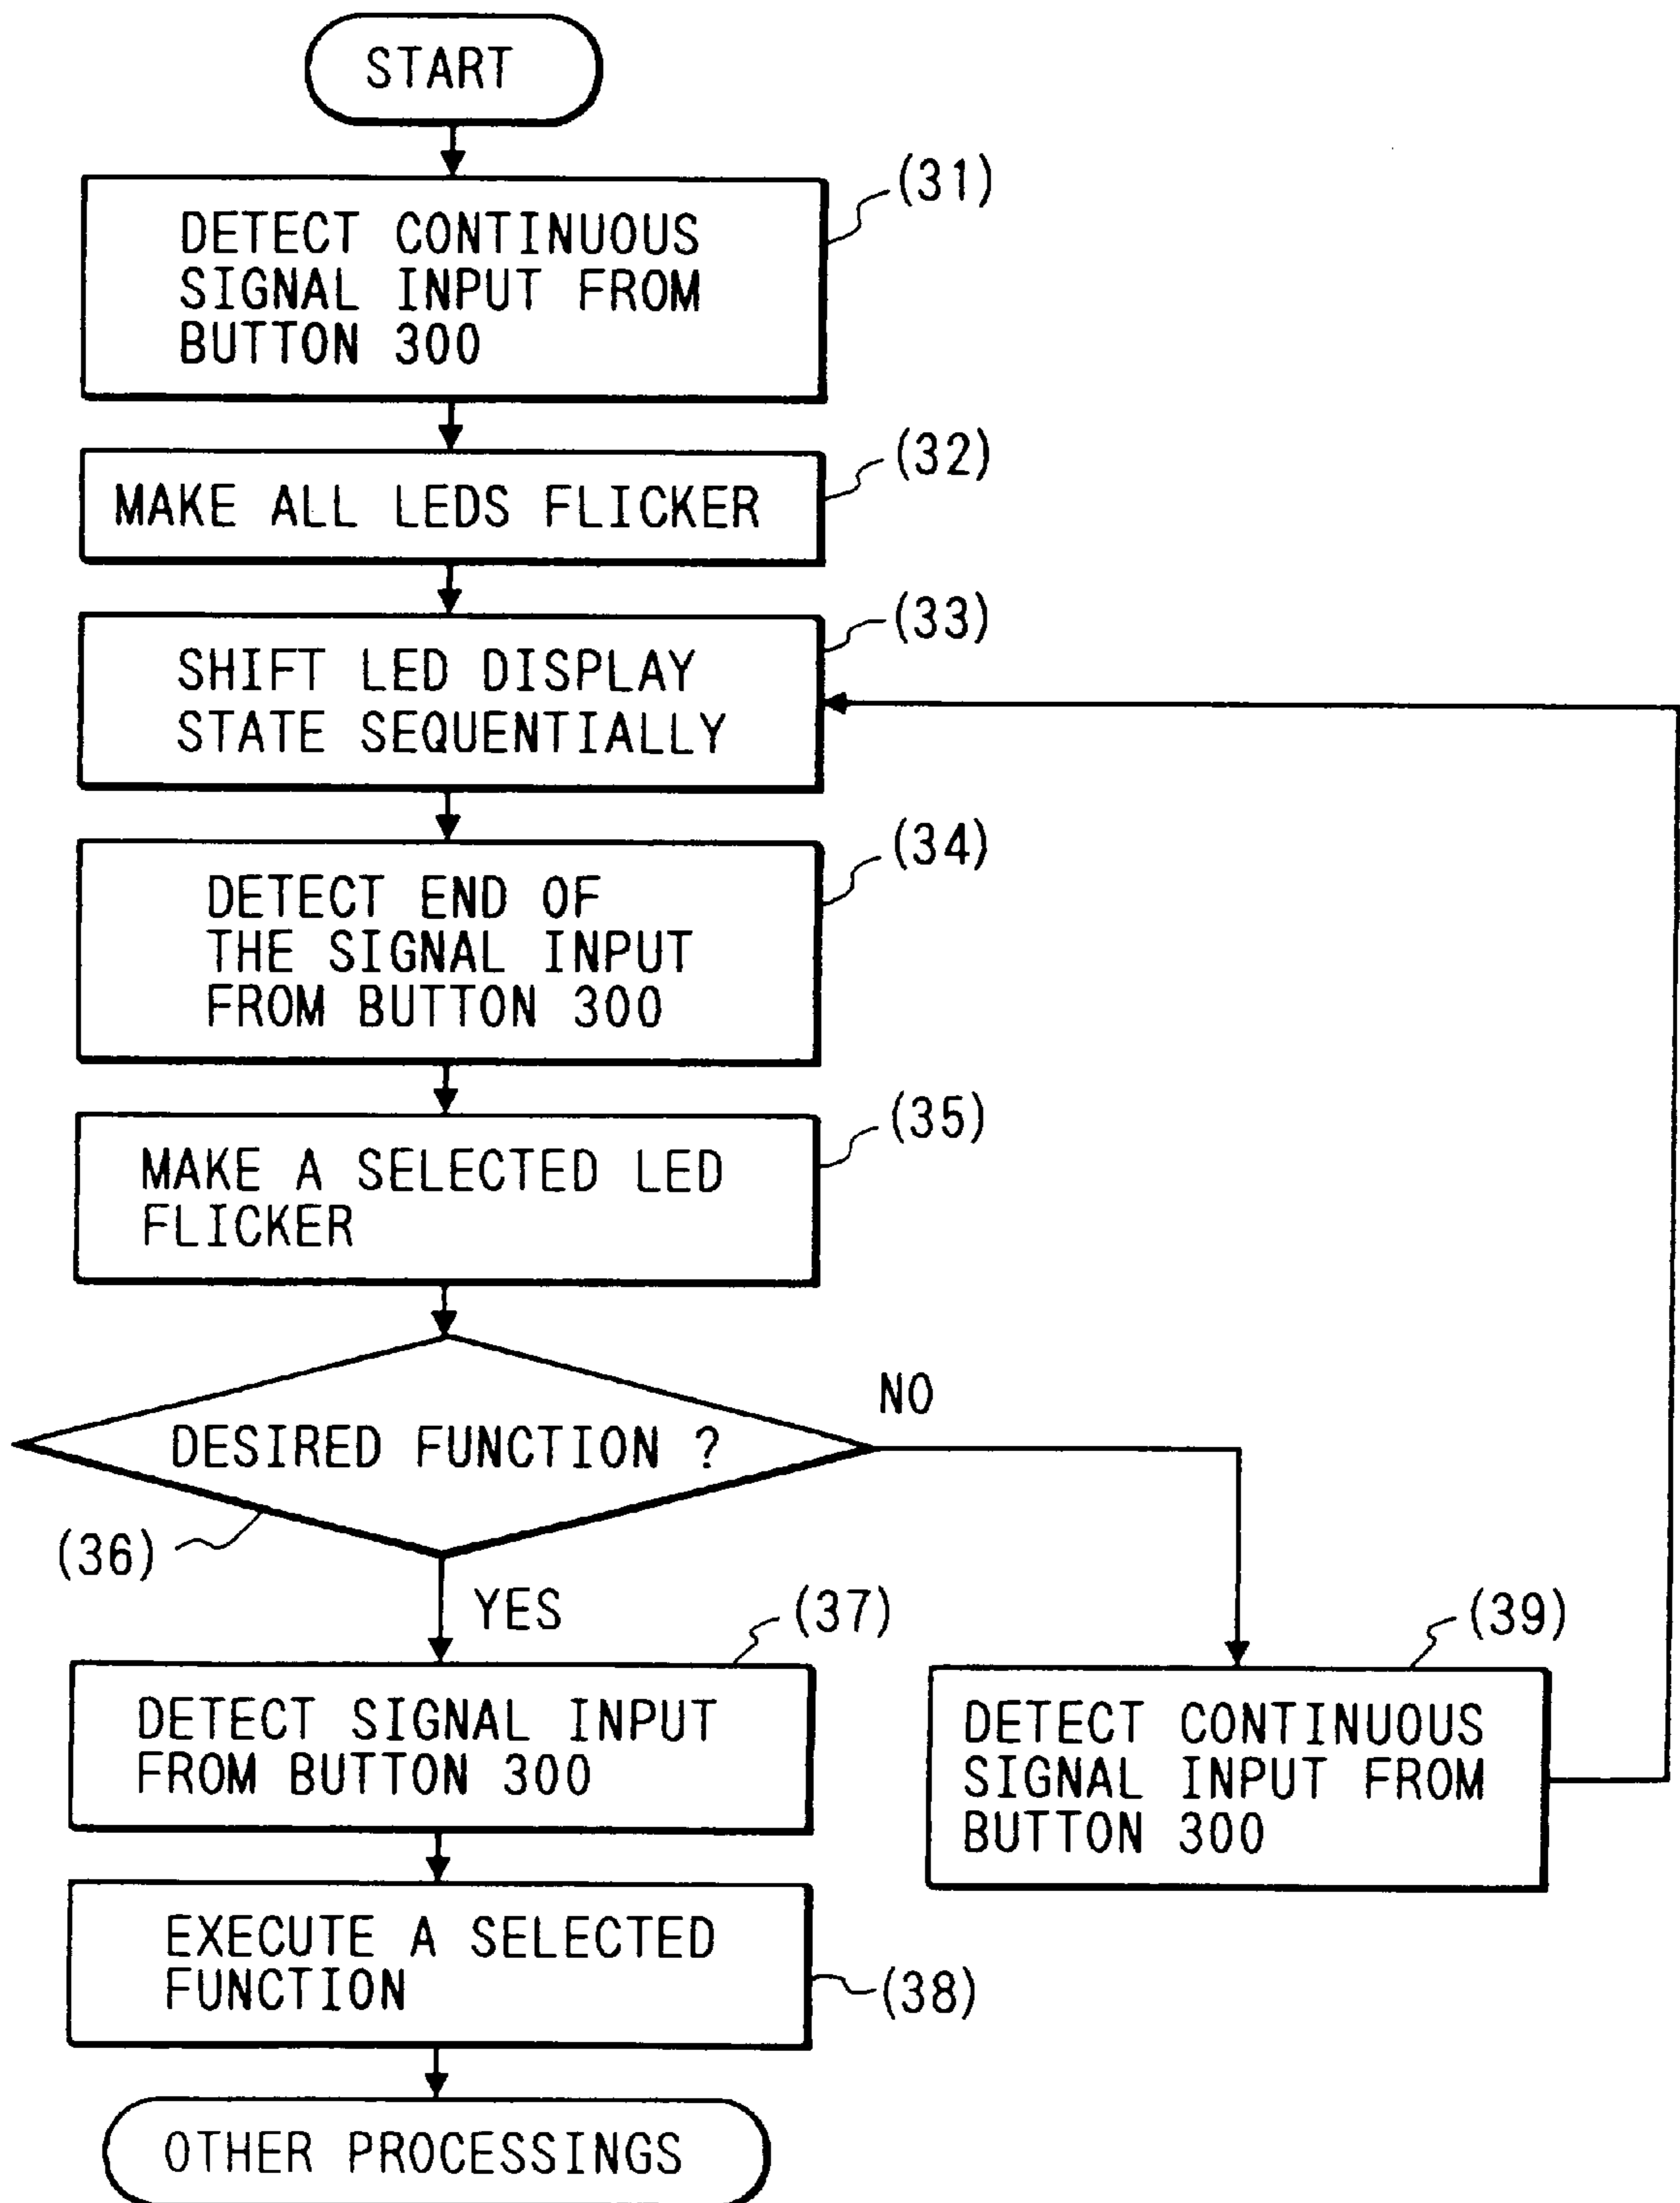 START
(31)
DETECT CONTINUOUS
SIGNAL INPUT FROM
BUTTON 300
(32)
MAKE ALL LEDS FLICKER
(33)
SHIFT LED DISPLAY
STATE SEQUENTIALLY
(34)
DETECT END OF
THE SIGNAL INPUT
FROM BUTTON 300
(35)
MAKE A SELECTED LED
FLICKER
NO
DESIRED FUNCTION ?
(36)
YES
(37)
DETECT SIGNAL INPUT
FROM BUTTON 300
(39)
DETECT CONTINUOUS
SIGNAL INPUT FROM
BUTTON 300
EXECUTE A SELECTED
FUNCTION
(38)
OTHER PROCESSINGS